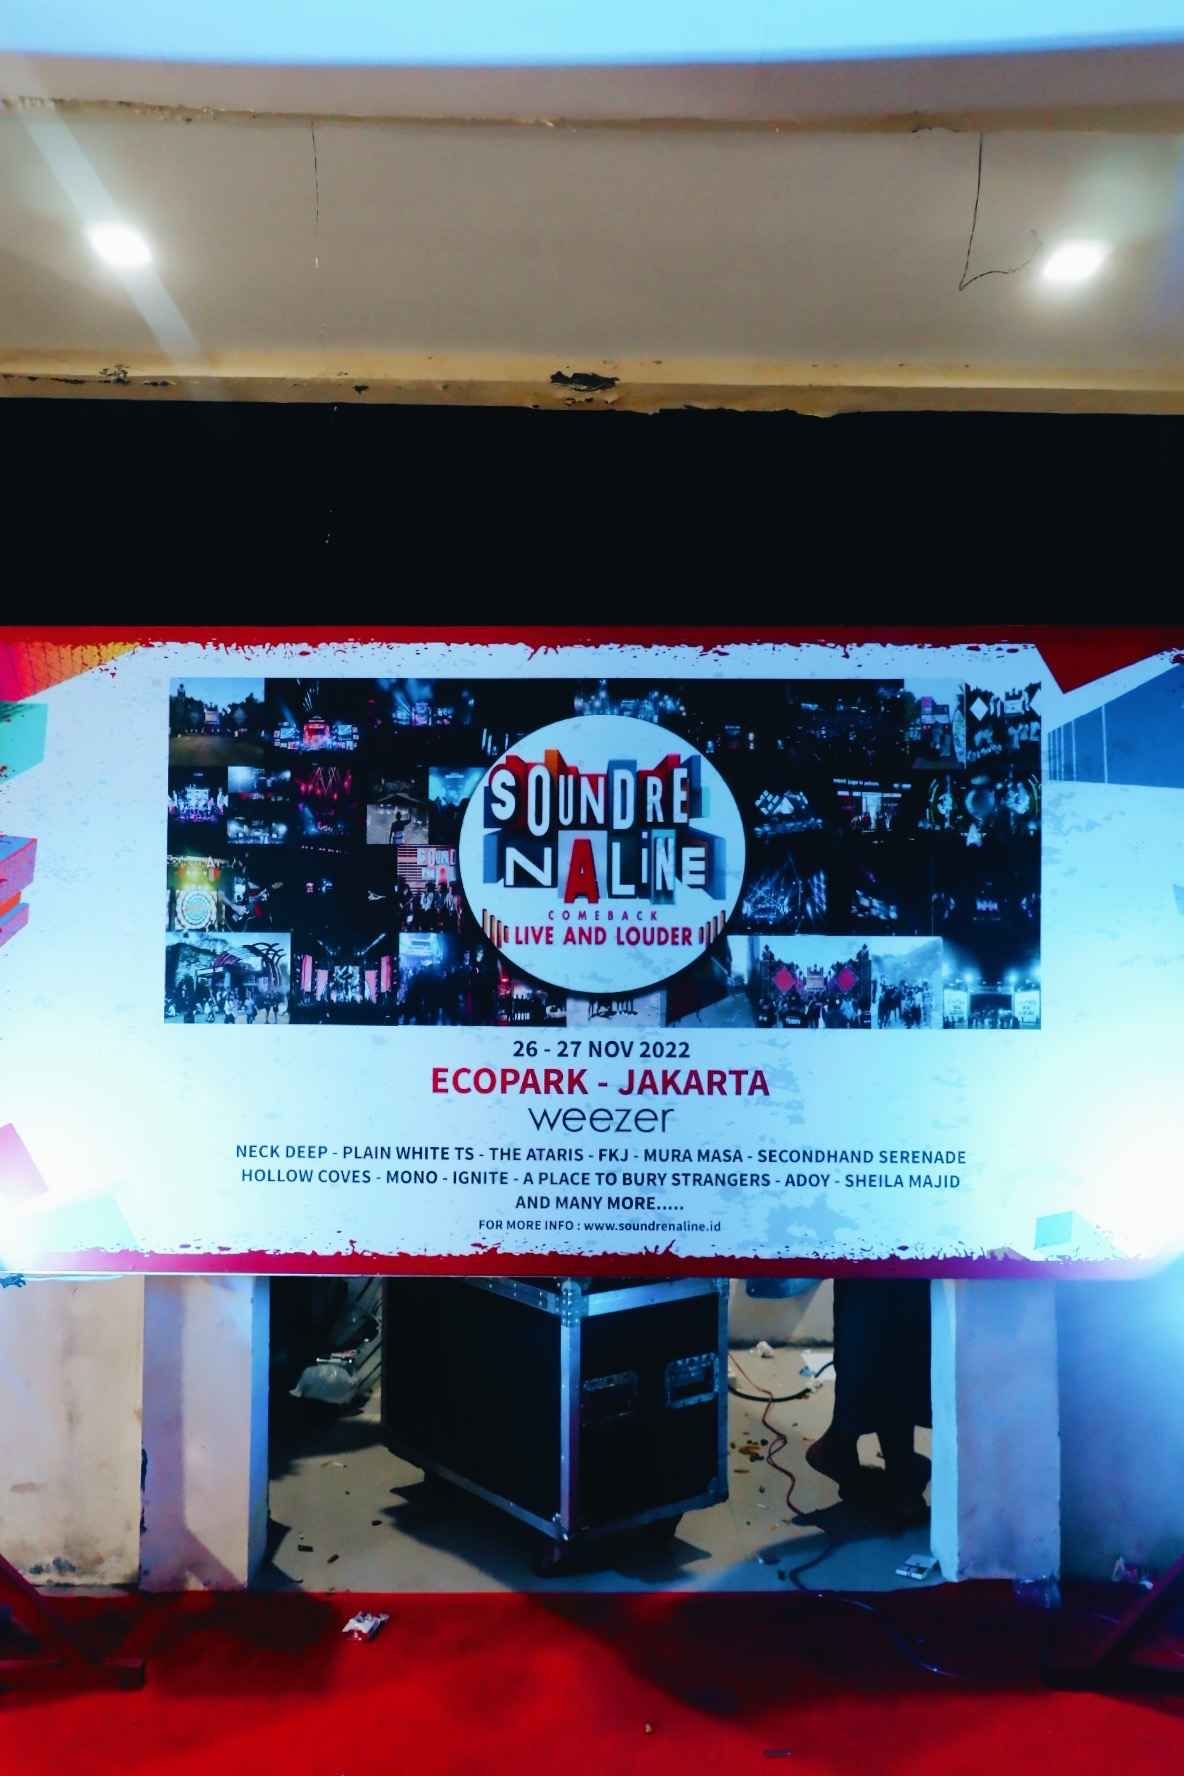 SOUNDRE
NALiNE
COMEBACK
LIVE AND LOUDER
26 - 27 NOV 2022
ECOPARK - JAKARTA
weezer
NECK DEEP - PLAIN WHITE TS - THE ATARIS - FKJ - MURA MASA - SECONDHAND SERENADE
HOLLOW COVES - MONO - IGNITE - A PLACE TO BURY STRANGERS - ADOY - SHEILA MAJID
AND MANY MORE.....
FOR MORE INFO : www.soundrenaline.id